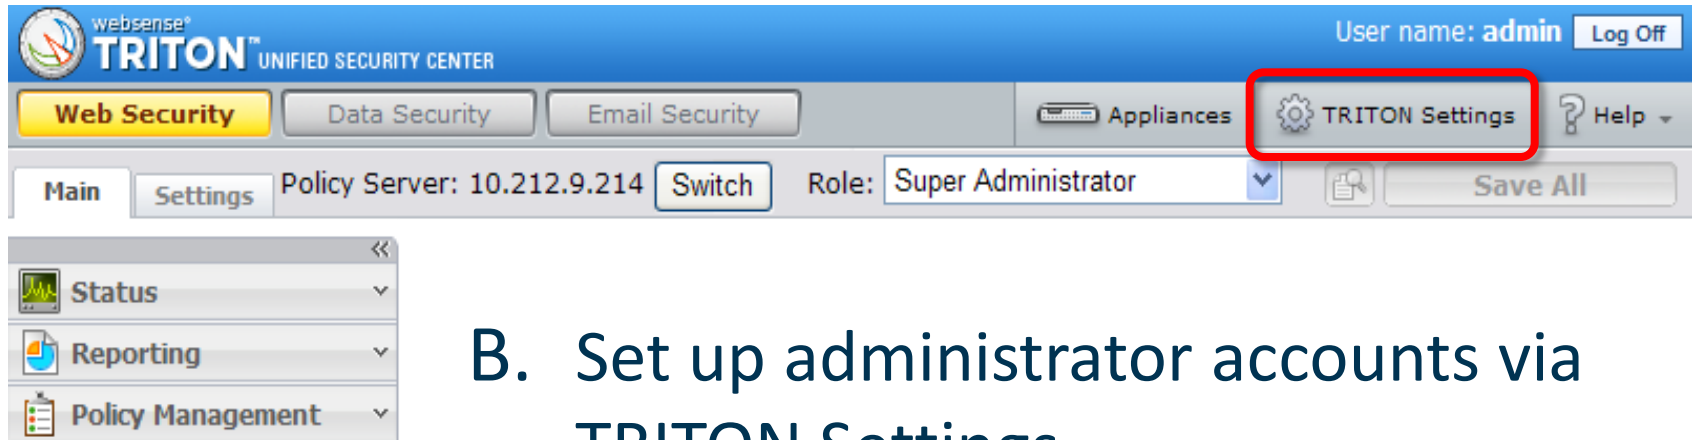 websense®
TRITON™ UNIFIED SECURITY CENTER
User name: admin Log Off
Web Security Data Security Email Security Appliances TRITON Settings Help
Main Settings Policy Server: 10.212.9.214 Switch Role: Super Administrator Save All
Status
Reporting
Policy Management
B. Set up administrator accounts via
TRITON Settings